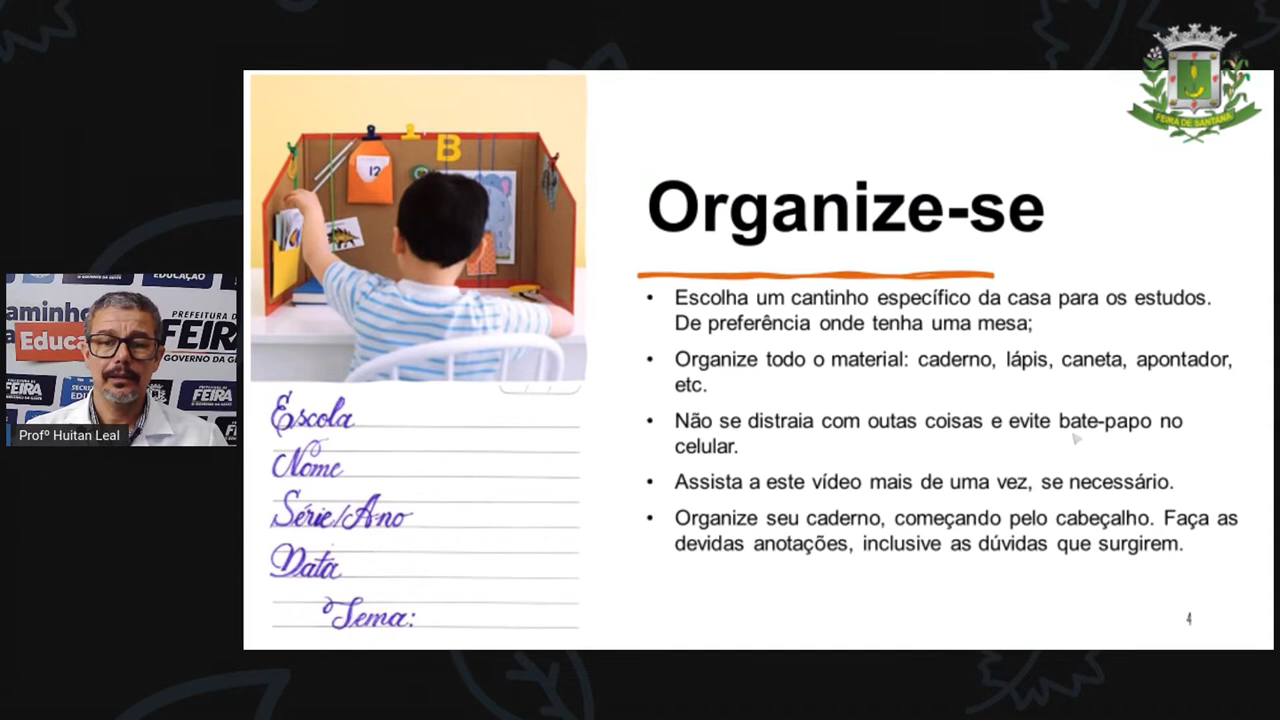 FEIRA DE SANTANA
12
B
Organize-se
• Escolha um cantinho específico da casa para os estudos.
De preferência onde tenha uma mesa;
• Organize todo o material: caderno, lápis, caneta, apontador,
etc.
• Não se distraia com outas coisas e evite bate-papo no
celular.
• Assista a este vídeo mais de uma vez, se necessário.
• Organize seu caderno, começando pelo cabeçalho. Faça as
devidas anotações, inclusive as dúvidas que surgirem.
4
Escola
Nome
Série/Ano
Data
Tema:
EDUCAÇÃO
aminho
Educa
PREFEITURA D
FEIRA
GOVERNO DA GE
FEIRA
FEIRA
Profº Huitan Leal